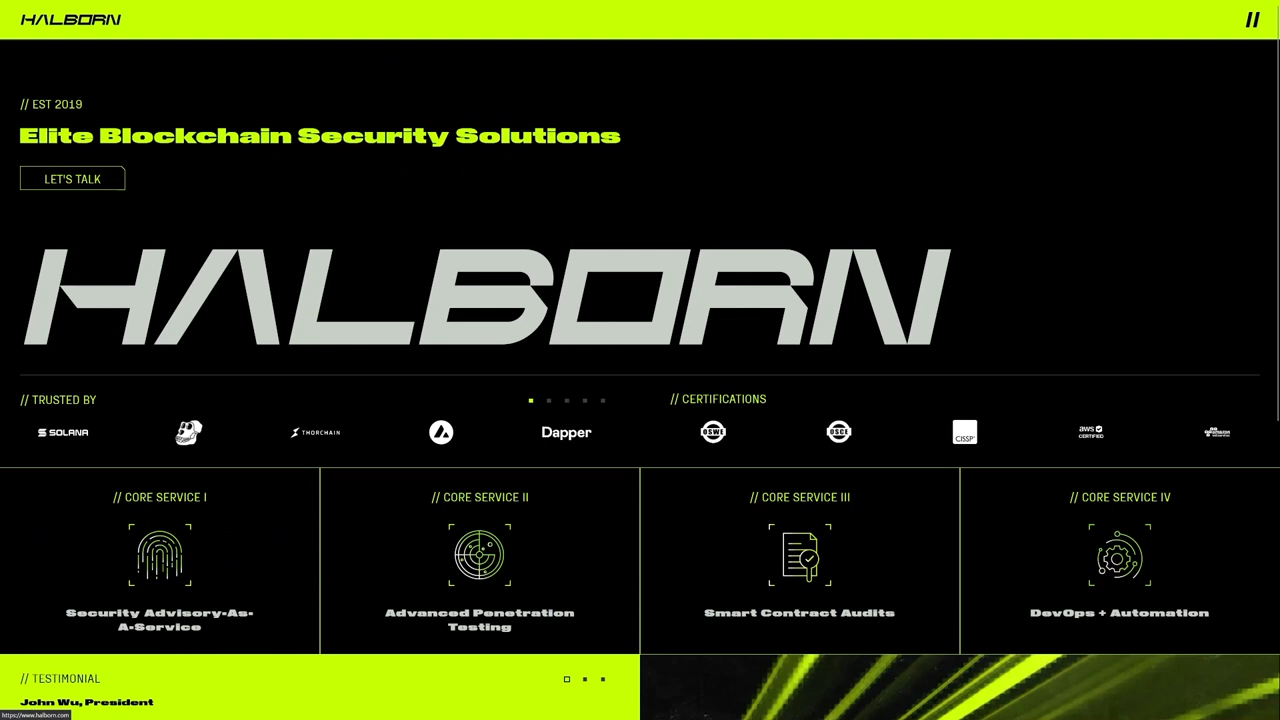 HALBORN
//
// EST 2019
Elite Blockchain Security Solutions
LET'S TALK
HALBORN
// TRUSTED BY
// CERTIFICATIONS
SOLANA
THORCHAIN
Dapper
OSWE
OSCE
CISSP
aws CERTIFIED
// CORE SERVICE I
// CORE SERVICE II
// CORE SERVICE III
// CORE SERVICE IV
Security Advisory-As-
A-Service
Advanced Penetration
Testing
Smart Contract Audits
DevOps + Automation
// TESTIMONIAL
John Wu, President
https://www.halborn.com